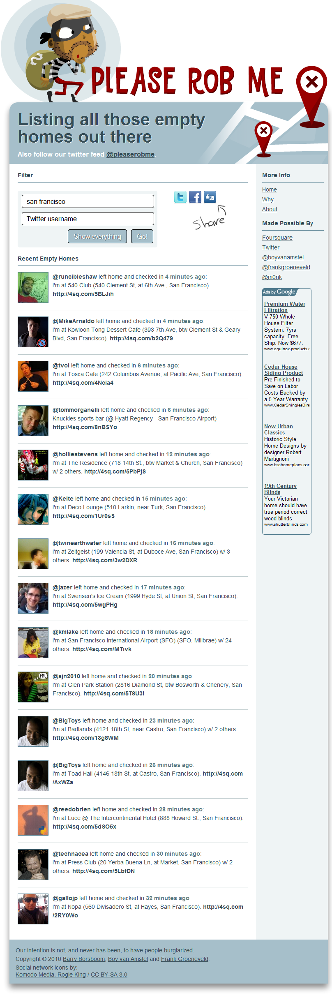 PLEASE ROB ME
Listing all those empty
homes out there
Also follow our twitter feed @pleaserobme.
Filter
san francisco
Twitter username
Show everything
Go!
digg
Share
Recent Empty Homes
@runcibleshaw left home and checked in 4 minutes ago:
I'm at 540 Club (540 Clement St, at 6th Ave., San Francisco).
http://4sq.com/5BLJih
@MikeArnaldo left home and checked in 4 minutes ago:
I'm at Kowloon Tong Dessert Cafe (393 7th Ave, btw Clement St & Geary
Blvd, San Francisco). http://4sq.com/b2Q479
@tvol left home and checked in 6 minutes ago:
I'm at Tosca Cafe (242 Columbus Avenue, at Pacific Ave, San Francisco).
http://4sq.com/4Ncia4
@tommorganelli left home and checked in 6 minutes ago:
Knuckles sports bar (@ Hyatt Regency - San Francisco Airport)
http://4sq.com/8nBSYo
@holliestevens left home and checked in 12 minutes ago:
I'm at The Residence (718 14th St., btw Market & Church, San Francisco)
w/ 2 others. http://4sq.com/5PbPjS
@Keite left home and checked in 15 minutes ago:
I'm at Deco Lounge (510 Larkin, near Turk, San Francisco).
http://4sq.com/1Ur0sS
@twinearthwater left home and checked in 16 minutes ago:
I'm at Zeitgeist (199 Valencia St, at Duboce Ave, San Francisco) w/ 3
others. http://4sq.com/3w2DXR
@jazer left home and checked in 17 minutes ago:
I'm at Swensen's Ice Cream (1999 Hyde St, at Union St, San Francisco).
http://4sq.com/5wgPHg
@kmlake left home and checked in 18 minutes ago:
I'm at San Francisco International Airport (SFO) (SFO, Millbrae) w/ 24
others. http://4sq.com/MTivk
...FML
@sjn2010 left home and checked in 20 minutes ago:
I'm at Glen Park Station (2816 Diamond St, btw Bosworth & Chenery, San
Francisco). http://4sq.com/5T8U3i
@BigToys left home and checked in 23 minutes ago:
I'm at Badlands (4121 18th St, near Castro, San Francisco) w/ 2 others.
http://4sq.com/13g8WM
@BigToys left home and checked in 26 minutes ago:
I'm at Toad Hall (4146 18th St, at Castro, San Francisco). http://4sq.com
/AxWZa
@reedobrien left home and checked in 28 minutes ago:
I'm at Luce @ The Intercontinental Hotel (888 Howard St., San Francisco).
http://4sq.com/5dSO5x
@technacea left home and checked in 30 minutes ago:
I'm at Press Club (20 Yerba Buena Ln, at Market, San Francisco) w/ 2
others. http://4sq.com/5LbfDN
@gallojp left home and checked in 32 minutes ago:
I'm at Nopa (560 Divisadero St, at Hayes, San Francisco). http://4sq.com
/2RY0Wo
More Info
Home
Why
About
Made Possible By
Foursquare
Twitter
@boyvanamstel
@frankgroeneveld
@m0nk
Ads by Google
Premium Water
Filtration
V-750 Whole
House Filter
System. 7yrs
capacity. Free
Ship. Now $677.
www.equinox-products.c
Cedar House
Siding Product
Pre-Finished to
Save on Labor
Costs Backed by
a 5 Year Warranty.
www.CedarShinglesDire
New Urban
Classics
Historic Style
Home Designs by
designer Robert
Martignoni
www.bsahomeplans.com
19th Century
Blinds
Your Victorian
home should have
true period correct
wood blinds
www.shutterblinds.com
Our intention is not, and never has been, to have people burglarized.
Copyright © 2010 Barry Borsboom, Boy van Amstel and Frank Groeneveld.
Social network icons by:
Komodo Media, Rogie King / CC BY-SA 3.0